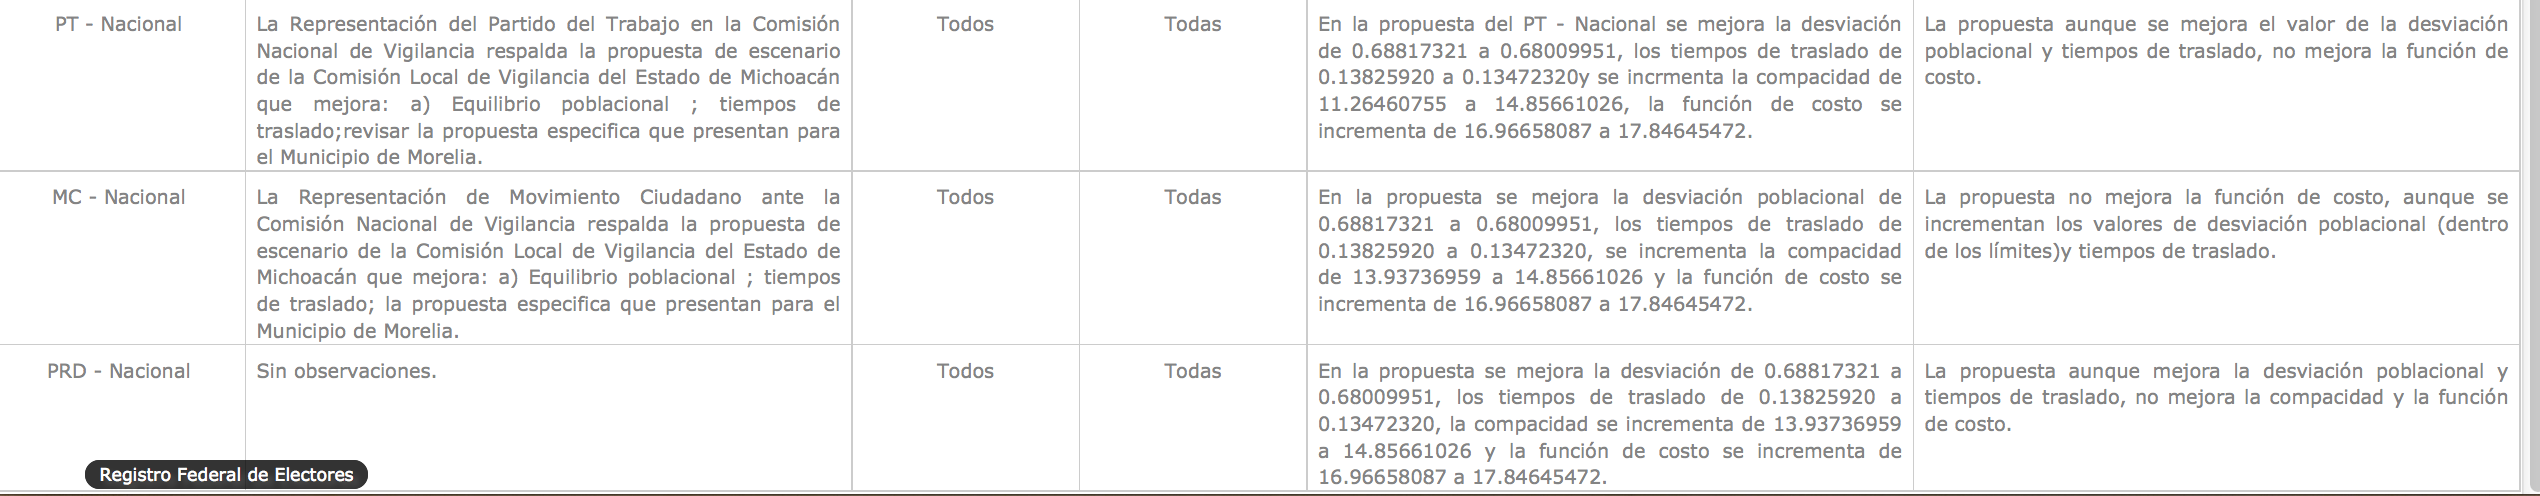 PT - Nacional
La Representación del Partido del Trabajo en la Comisión
Nacional de Vigilancia respalda la propuesta de escenario
de la Comisión Local de Vigilancia del Estado de Michoacán
que mejora: a) Equilibrio poblacional ; tiempos de
traslado;revisar la propuesta especifica que presentan para
el Municipio de Morelia.
Todos
Todas
En la propuesta del PT - Nacional se mejora la desviación
de 0.68817321 a 0.68009951, los tiempos de traslado de
0.13825920 a 0.13472320y se incrmenta la compacidad de
11.26460755 a 14.85661026, la función de costo se
incrementa de 16.96658087 a 17.84645472.
La propuesta aunque se mejora el valor de la desviación
poblacional y tiempos de traslado, no mejora la función de
costo.
MC - Nacional
La Representación de Movimiento Ciudadano ante la
Comisión Nacional de Vigilancia respalda la propuesta de
escenario de la Comisión Local de Vigilancia del Estado de
Michoacán que mejora: a) Equilibrio poblacional ; tiempos
de traslado; la propuesta especifica que presentan para el
Municipio de Morelia.
Todos
Todas
En la propuesta se mejora la desviación poblacional de
0.68817321 a 0.68009951, los tiempos de traslado de
0.13825920 a 0.13472320, se incrementa la compacidad
de 13.93736959 a 14.85661026 y la función de costo se
incrementa de 16.96658087 a 17.84645472.
La propuesta no mejora la función de costo, aunque se
incrementan los valores de desviación poblacional (dentro
de los límites)y tiempos de traslado.
PRD - Nacional
Sin observaciones.
Todos
Todas
En la propuesta se mejora la desviación de 0.68817321 a
0.68009951, los tiempos de traslado de 0.13825920 a
0.13472320, la compacidad se incrementa de 13.93736959
a 14.85661026 y la función de costo se incrementa de
16.96658087 a 17.84645472.
La propuesta aunque mejora la desviación poblacional y
tiempos de traslado, no mejora la compacidad y la función
de costo.
Registro Federal de Electores